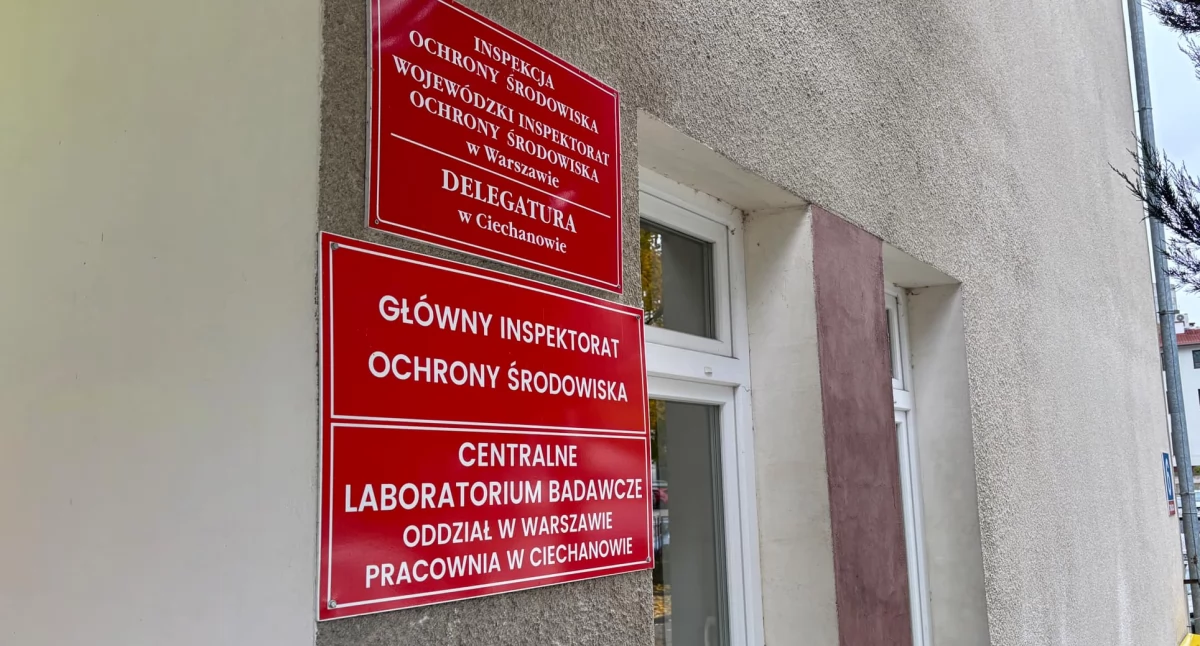 INSPEKCJA
OCHRONY ŚRODOWISKA
WOJEWÓDZKI INSPEKTORAT
OCHRONY ŚRODOWISKA
w Warszawie
DELEGATURA
w Ciechanowie
GŁÓWNY INSPEKTORAT
OCHRONY ŚRODOWISKA
CENTRALNE
LABORATORIUM BADAWCZE
ODDZIAŁ W WARSZAWIE
PRACOWNIA W CIECHANOWIE